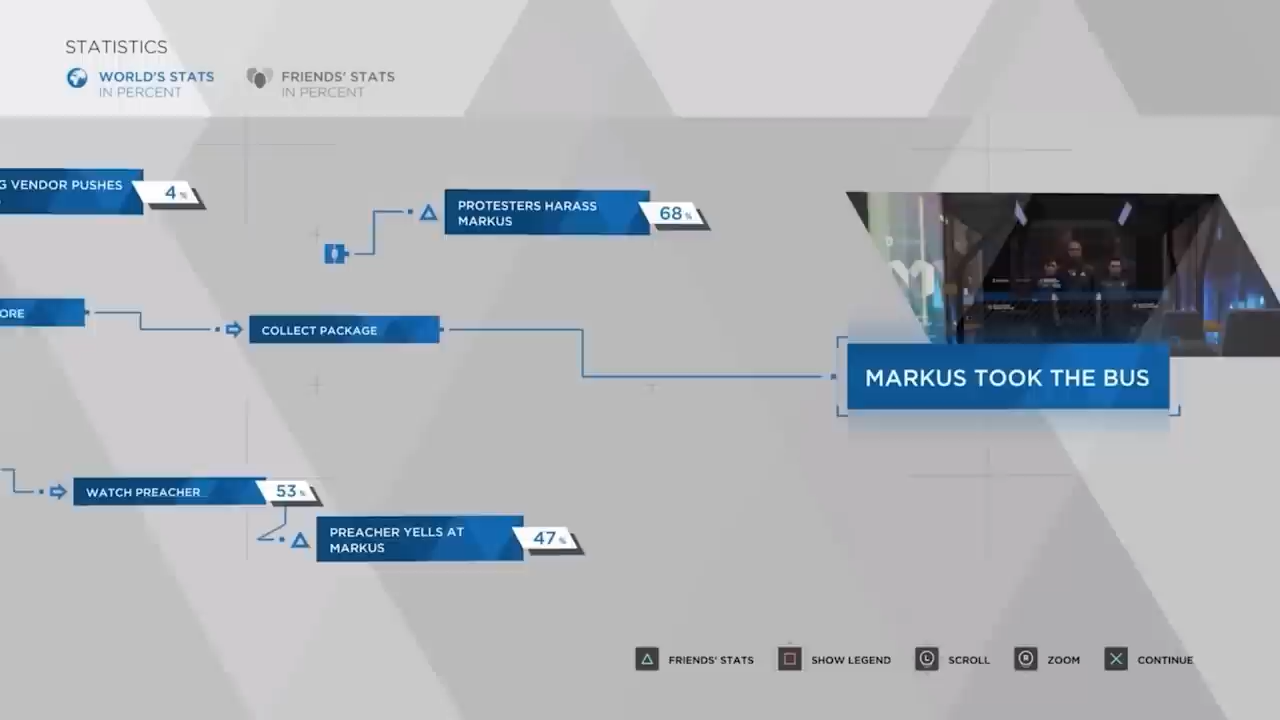 STATISTICS
WORLD'S STATS
IN PERCENT
FRIENDS' STATS
IN PERCENT
G VENDOR PUSHES
4%
PROTESTERS HARASS
MARKUS
68%
ORE
COLLECT PACKAGE
MARKUS TOOK THE BUS
WATCH PREACHER
53%
PREACHER YELLS AT
MARKUS
47%
FRIENDS' STATS
SHOW LEGEND
L
SCROLL
R
ZOOM
CONTINUE